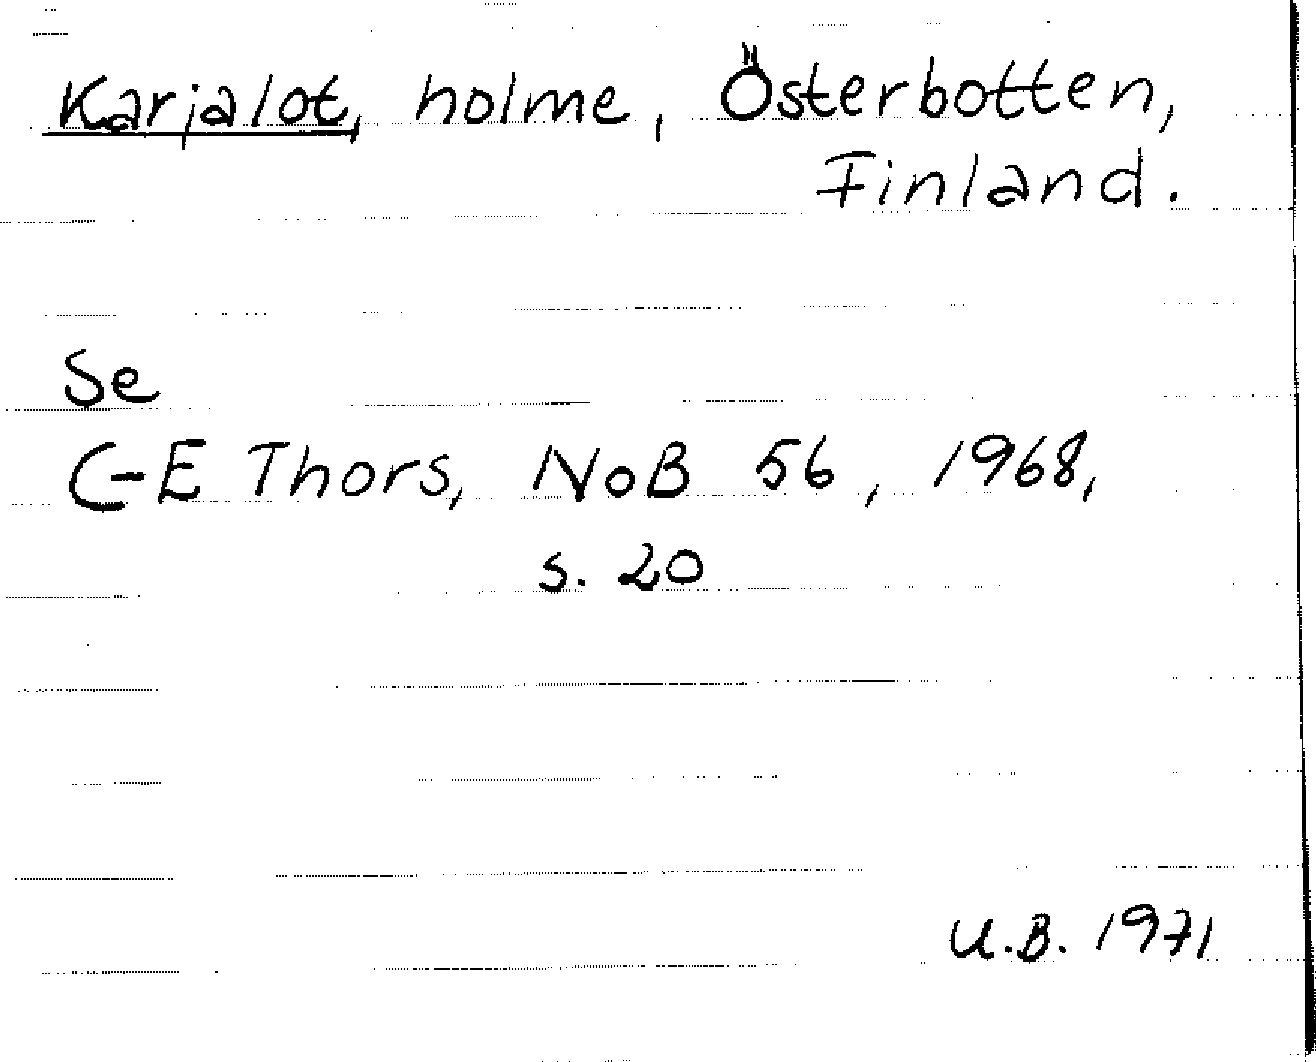 Karjalot, holme, Österbotten,
Finland.
Se
C-E Thors, NoB 56, 1968,
s. 20
U.B. 1971